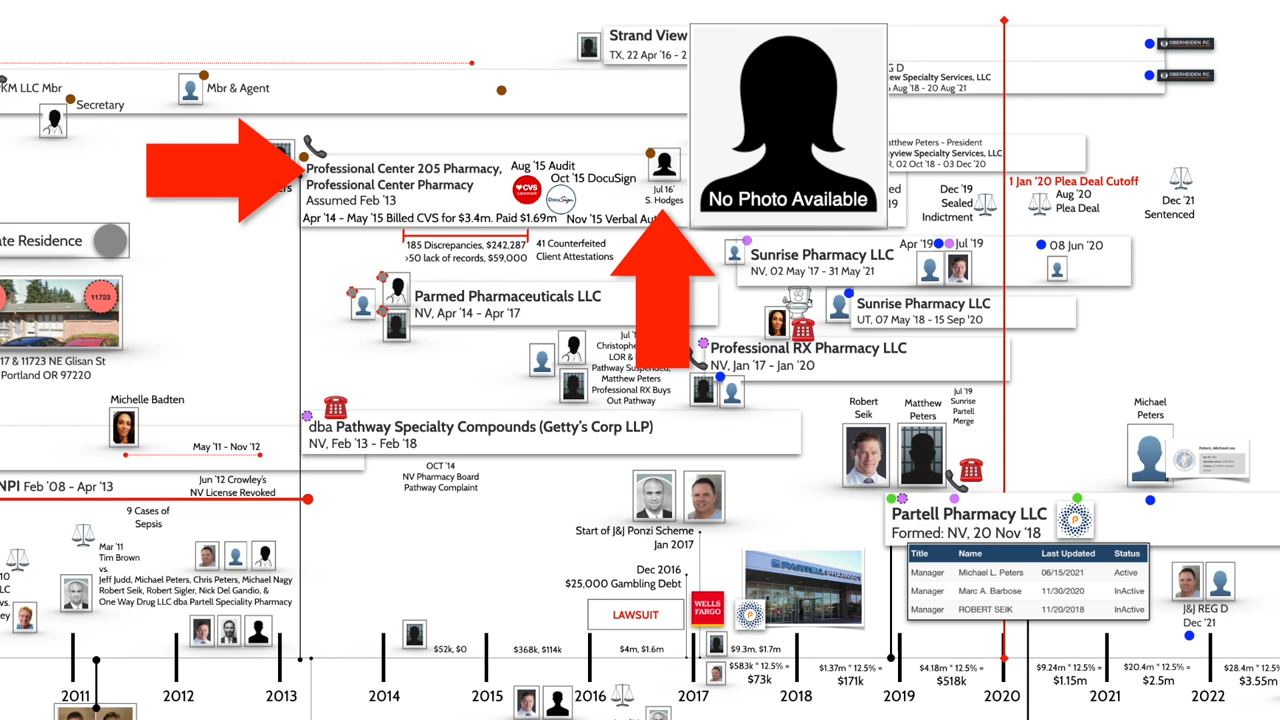 Strand View
TX, 22 Apr '16 - 2
OBERHEIDEN P.C.
G D
iew Specialty Services, LLC
Aug '18 - 20 Aug '21
OBERHEIDEN P.C.
KM LLC Mbr
Secretary
Mbr & Agent
Professional Center 205 Pharmacy,
Professional Center Pharmacy
Assumed Feb '13
Apr '14 - May '15 Billed CVS for $3.4m. Paid $1.69m
Aug '15 Audit
CVS
Oct '15 DocuSign
DocuSign
Nov '15 Verbal Aut
Jul 16'
S. Hodges
No Photo Available
tthew Peters - President
yview Specialty Services, LLC
R, 02 Oct '18 - 03 Dec '20
ed
9
Dec '19
Sealed
Indictment
1 Jan '20 Plea Deal Cutoff
Aug '20
Plea Deal
Dec '21
Sentenced
185 Discrepancies, $242,287
>50 lack of records, $59,000
41 Counterfeited
Client Attestations
ate Residence
11723
17 & 11723 NE Glisan St
Portland OR 97220
Sunrise Pharmacy LLC
NV, 02 May '17 - 31 May '21
Apr '19
Jul '19
08 Jun '20
Parmed Pharmaceuticals LLC
NV, Apr '14 - Apr '17
Sunrise Pharmacy LLC
UT, 07 May '18 - 15 Sep '20
Jul '
Christophe
LOR &
Pathway Suspended,
Matthew Peters
Professional RX Buys
Out Pathway
Professional RX Pharmacy LLC
NV, Jan '17 - Jan '20
Michelle Badten
May '11 - Nov '12
dba Pathway Specialty Compounds (Getty's Corp LLP)
NV, Feb '13 - Feb '18
Robert
Seik
Matthew
Peters
Jul '19
Sunrise
Partell
Merge
Michael
Peters
Peters, Michael Lee
NPI Feb '08 - Apr '13
Jun '12 Crowley's
NV License Revoked
OCT '14
NV Pharmacy Board
Pathway Complaint
9 Cases of
Sepsis
Mar '11
Tim Brown
vs.
Jeff Judd, Michael Peters, Chris Peters, Michael Nagy
Robert Seik, Robert Sigler, Nick Del Gandio, &
One Way Drug LLC dba Partell Speciality Pharmacy
10
LC
vs.
ey
Start of J&J Ponzi Scheme
Jan 2017
Dec 2016
$25,000 Gambling Debt
LAWSUIT
WELLS
FARGO
PARTELL PHARMACY
Partell Pharmacy LLC
Formed: NV, 20 Nov '18
Title Name Last Updated Status
Manager Michael L. Peters 06/15/2021 Active
Manager Marc A. Barbose 11/30/2020 InActive
Manager ROBERT SEIK 11/20/2018 InActive
J&J REG D
Dec '21
$52k, $0
$368k, $114k
$4m, $1.6m
$9.3m, $1.7m
$583k * 12.5% =
$73k
$1.37m * 12.5% =
$171k
$4.18m * 12.5% =
$518k
$9.24m * 12.5% =
$1.15m
$20.4m * 12.5% =
$2.5m
$28.4m * 12.5%
$3.55m
2011
2012
2013
2014
2015
2016
2017
2018
2019
2020
2021
2022